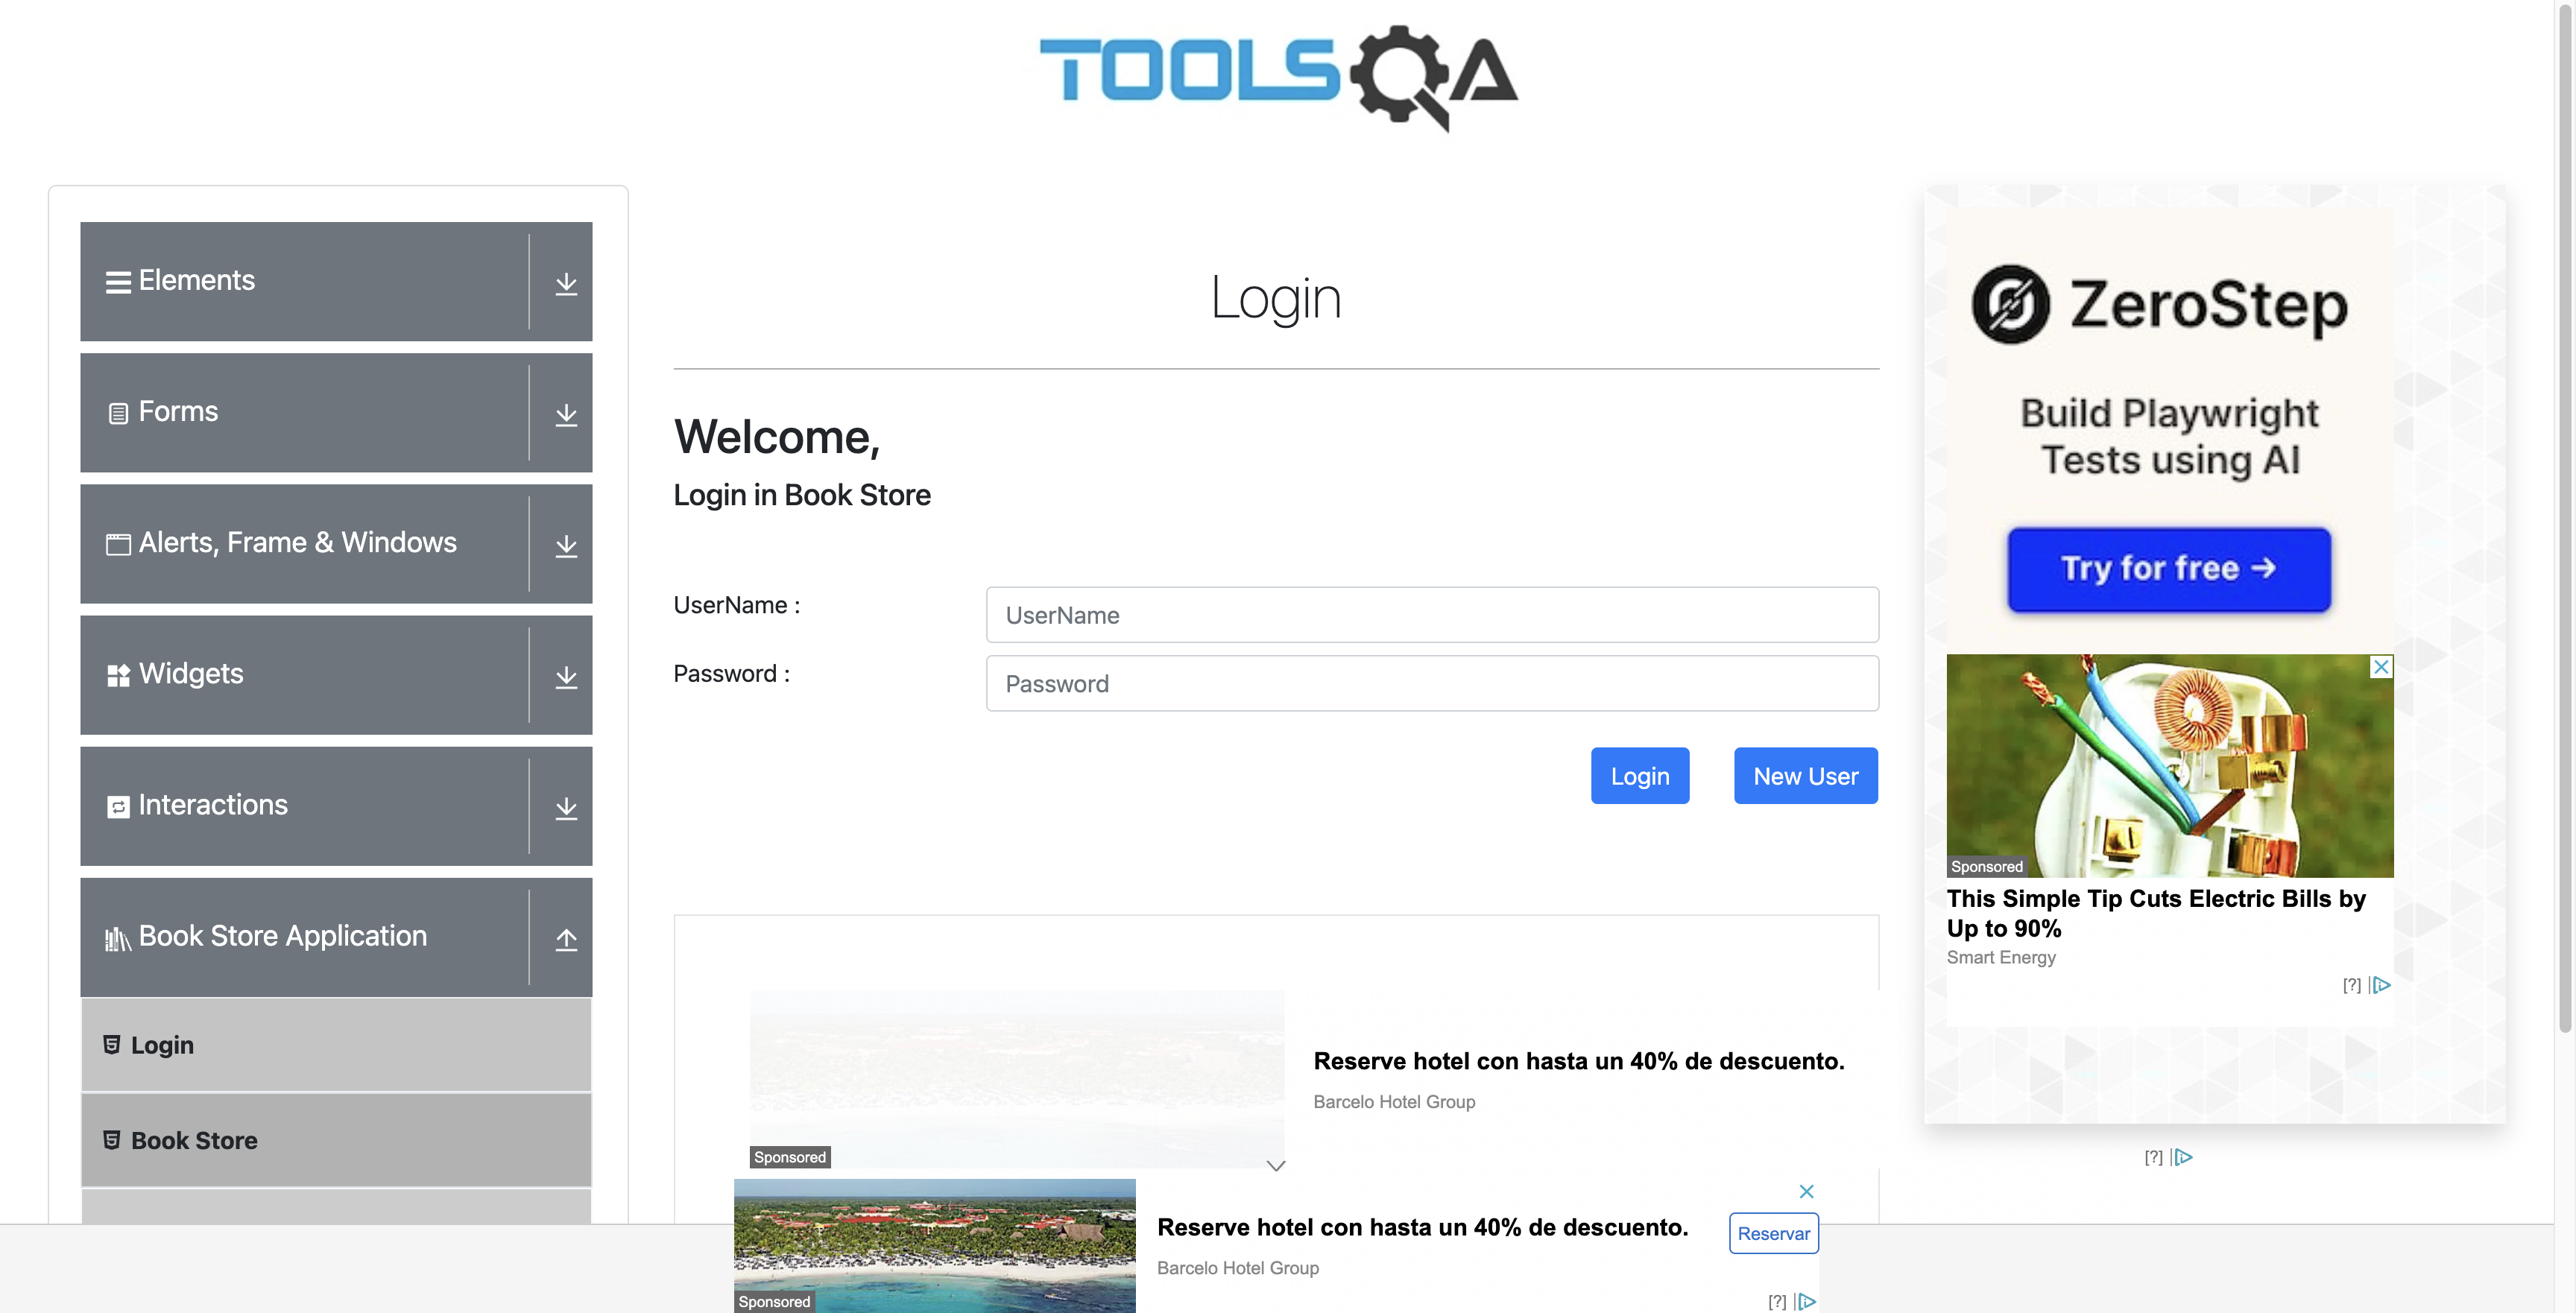 TOOLSQA
Elements
Forms
Alerts, Frame & Windows
Widgets
Interactions
Book Store Application
Login
Book Store
Login
Welcome,
Login in Book Store
UserName :
UserName
Password :
Password
Login
New User
Reserve hotel con hasta un 40% de descuento.
Barcelo Hotel Group
Sponsored
Reserve hotel con hasta un 40% de descuento.
Barcelo Hotel Group
Reservar
Sponsored
[?]
ZeroStep
Build Playwright
Tests using AI
Try for free →
Sponsored
This Simple Tip Cuts Electric Bills by
Up to 90%
Smart Energy
[?]
[?]